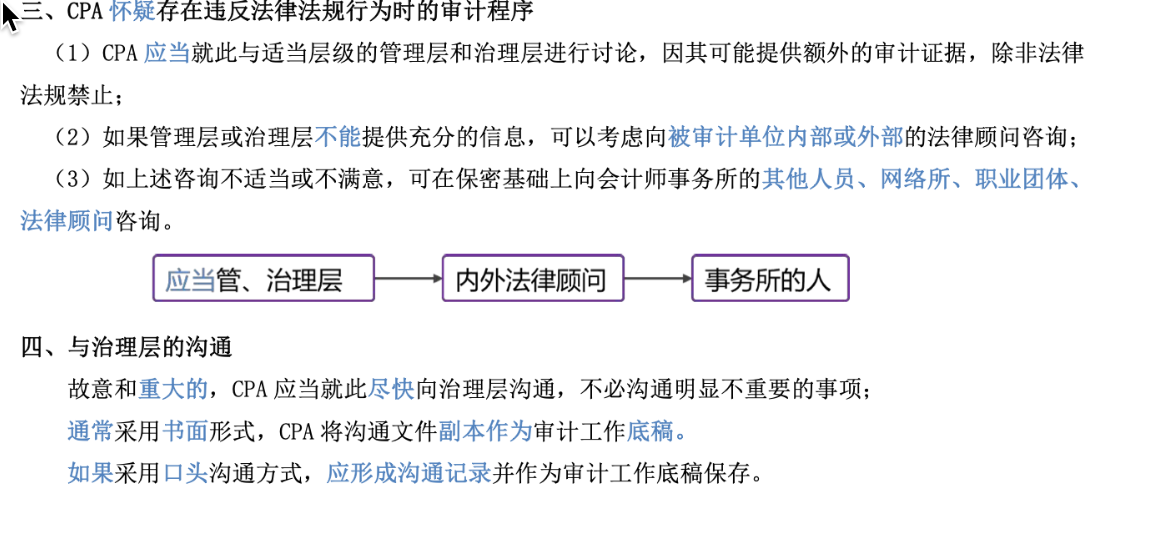 三、CPA 怀疑存在违反法律法规行为时的审计程序
（1）CPA 应当就此与适当层级的管理层和治理层进行讨论，因其可能提供额外的审计证据，除非法律
法规禁止；
（2）如果管理层或治理层不能提供充分的信息，可以考虑向被审计单位内部或外部的法律顾问咨询；
（3）如上述咨询不适当或不满意，可在保密基础上向会计师事务所的其他人员、网络所、职业团体、
法律顾问咨询。
应当管、治理层
内外法律顾问
事务所的人
四、与治理层的沟通
故意和重大的，CPA 应当就此尽快向治理层沟通，不必沟通明显不重要的事项；
通常采用书面形式，CPA 将沟通文件副本作为审计工作底稿。
如果采用口头沟通方式，应形成沟通记录并作为审计工作底稿保存。